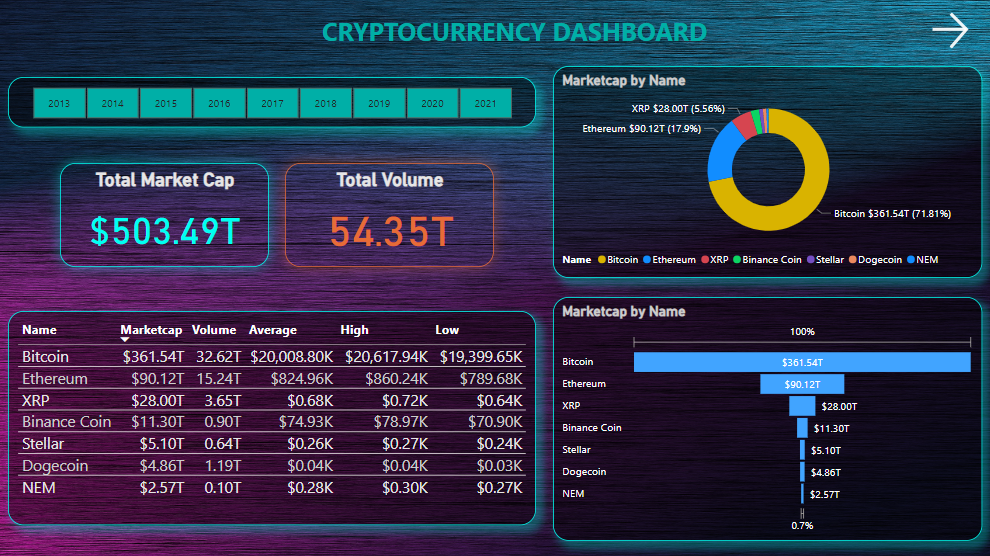 CRYPTOCURRENCY DASHBOARD
2013 2014 2015 2016 2017 2018 2019 2020 2021
Total Market Cap
$503.49T
Total Volume
54.35T
Marketcap by Name
XRP $28.00T (5.56%)
Ethereum $90.12T (17.9%)
Bitcoin $361.54T (71.81%)
Name Bitcoin Ethereum XRP Binance Coin Stellar Dogecoin NEM
Name Marketcap Volume Average High Low
Bitcoin $361.54T 32.62T $20,008.80K $20,617.94K $19,399.65K
Ethereum $90.12T 15.24T $824.96K $860.24K $789.68K
XRP $28.00T 3.65T $0.68K $0.72K $0.64K
Binance Coin $11.30T 0.90T $74.93K $78.97K $70.90K
Stellar $5.10T 0.64T $0.26K $0.27K $0.24K
Dogecoin $4.86T 1.19T $0.04K $0.04K $0.03K
NEM $2.57T 0.10T $0.28K $0.30K $0.27K
Marketcap by Name
100%
Bitcoin $361.54T
Ethereum $90.12T
XRP $28.00T
Binance Coin $11.30T
Stellar $5.10T
Dogecoin $4.86T
NEM $2.57T
0.7%